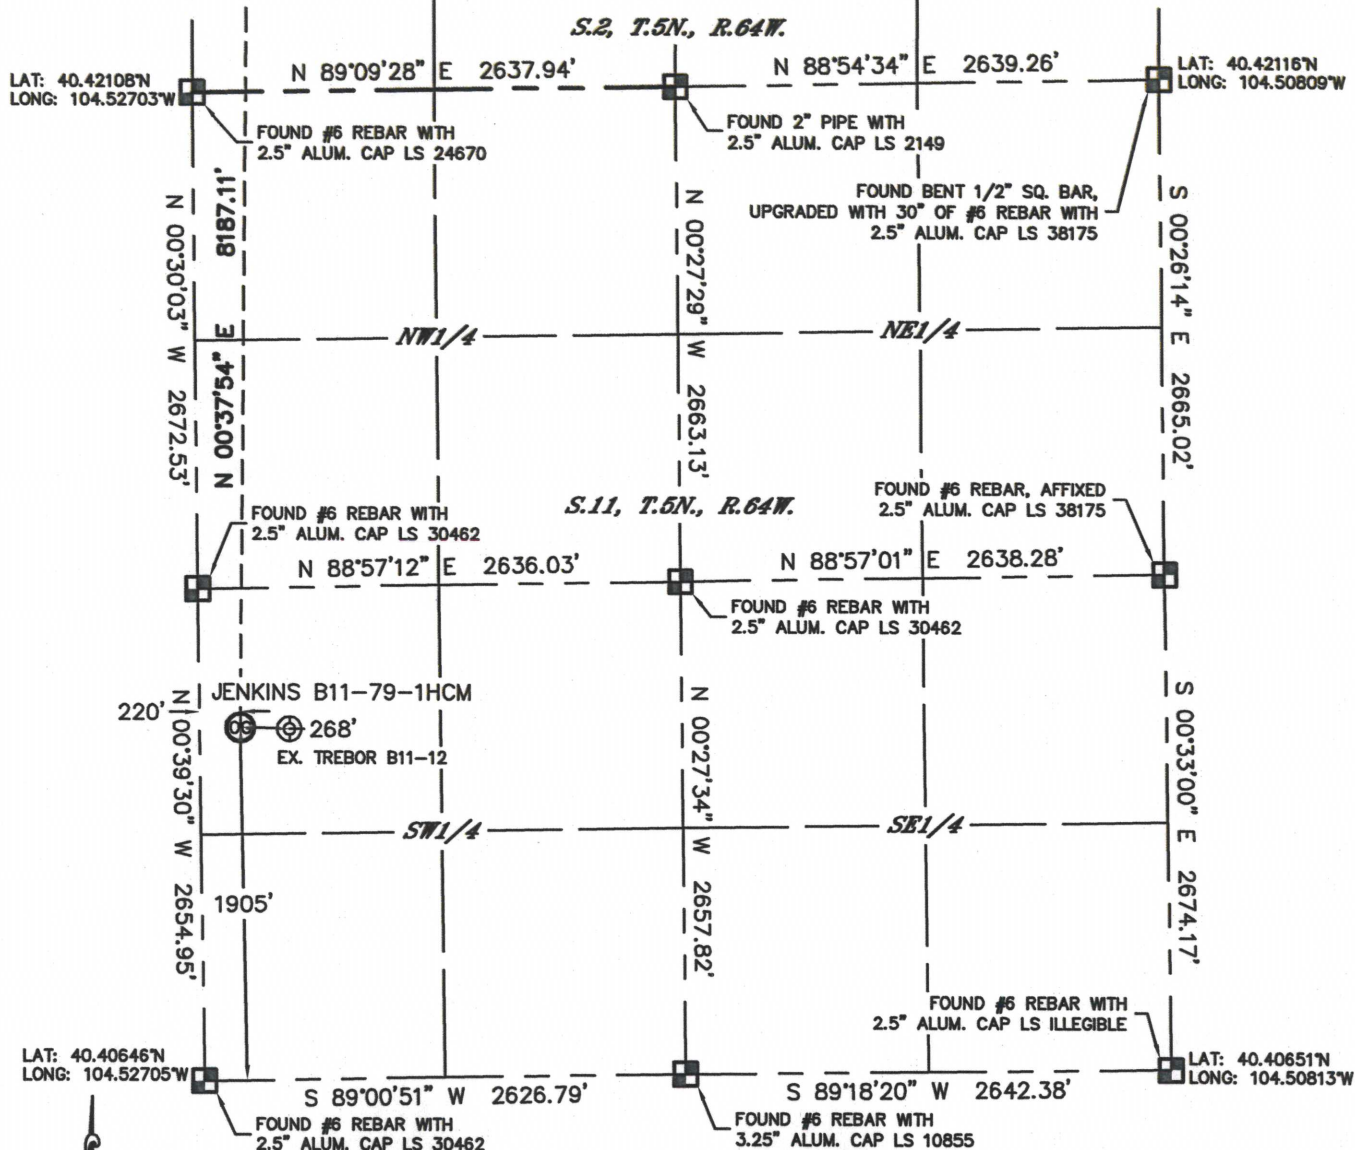 S.2, T.5N., R.64W.
LAT: 40.42108°N
LONG: 104.52703°W
N 89°09'28" E 2637.94'
N 88°54'34" E 2639.26'
LAT: 40.42116°N
LONG: 104.50809°W
FOUND #6 REBAR WITH
2.5" ALUM. CAP LS 24670
FOUND 2" PIPE WITH
2.5" ALUM. CAP LS 2149
FOUND BENT 1/2" SQ. BAR,
UPGRADED WITH 30" OF #6 REBAR WITH
2.5" ALUM. CAP LS 38175
N 00°30'03" W 2672.53'
N 00°37'54" E 8187.11'
N 00°27'29" W 2663.13'
S 00°26'14" E 2665.02'
NW1/4
NE1/4
FOUND #6 REBAR WITH
2.5" ALUM. CAP LS 30462
S.11, T.5N., R.64W.
FOUND #6 REBAR, AFFIXED
2.5" ALUM. CAP LS 38175
N 88°57'12" E 2636.03'
N 88°57'01" E 2638.28'
FOUND #6 REBAR WITH
2.5" ALUM. CAP LS 30462
JENKINS B11-79-1HCM
220'
OG
268'
EX. TREBOR B11-12
N 00°39'30" W 2654.95'
N 00°27'34" W 2657.82'
S 00°33'00" E 2674.17'
SW1/4
SE1/4
1905'
FOUND #6 REBAR WITH
2.5" ALUM. CAP LS ILLEGIBLE
LAT: 40.40646°N
LONG: 104.52705°W
S 89°00'51" W 2626.79'
S 89°18'20" W 2642.38'
LAT: 40.40651°N
LONG: 104.50813°W
FOUND #6 REBAR WITH
2.5" ALUM. CAP LS 30462
FOUND #6 REBAR WITH
3.25" ALUM. CAP LS 10855